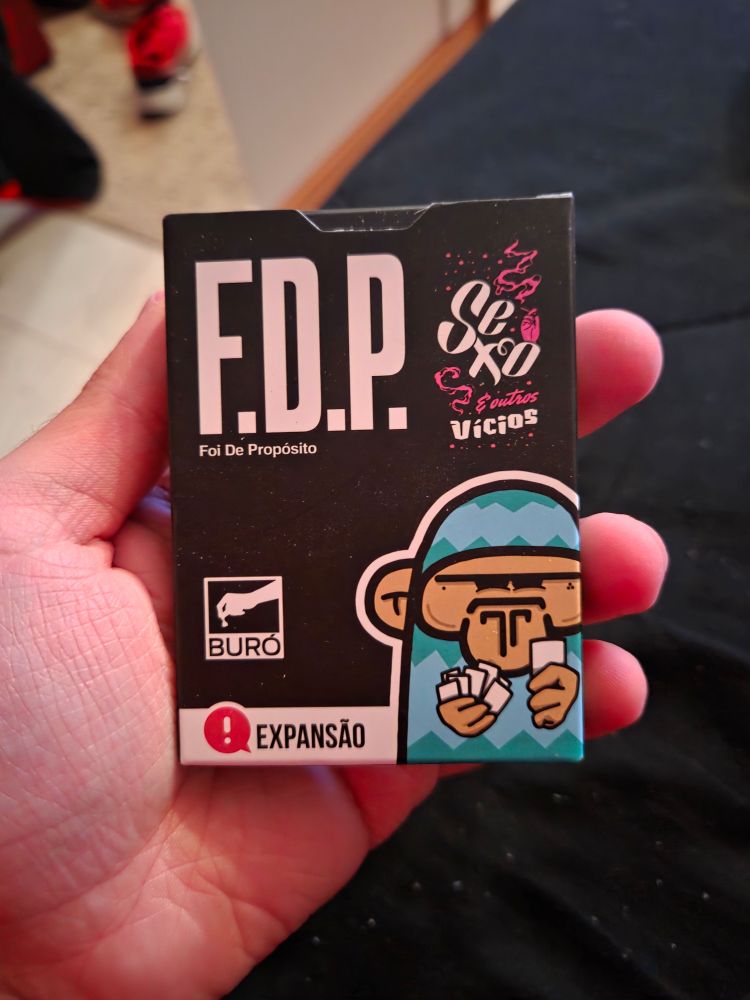 F.D.P.
Foi De Propósito
Sexo
& outros
Vícios
BURÓ
! EXPANSÃO